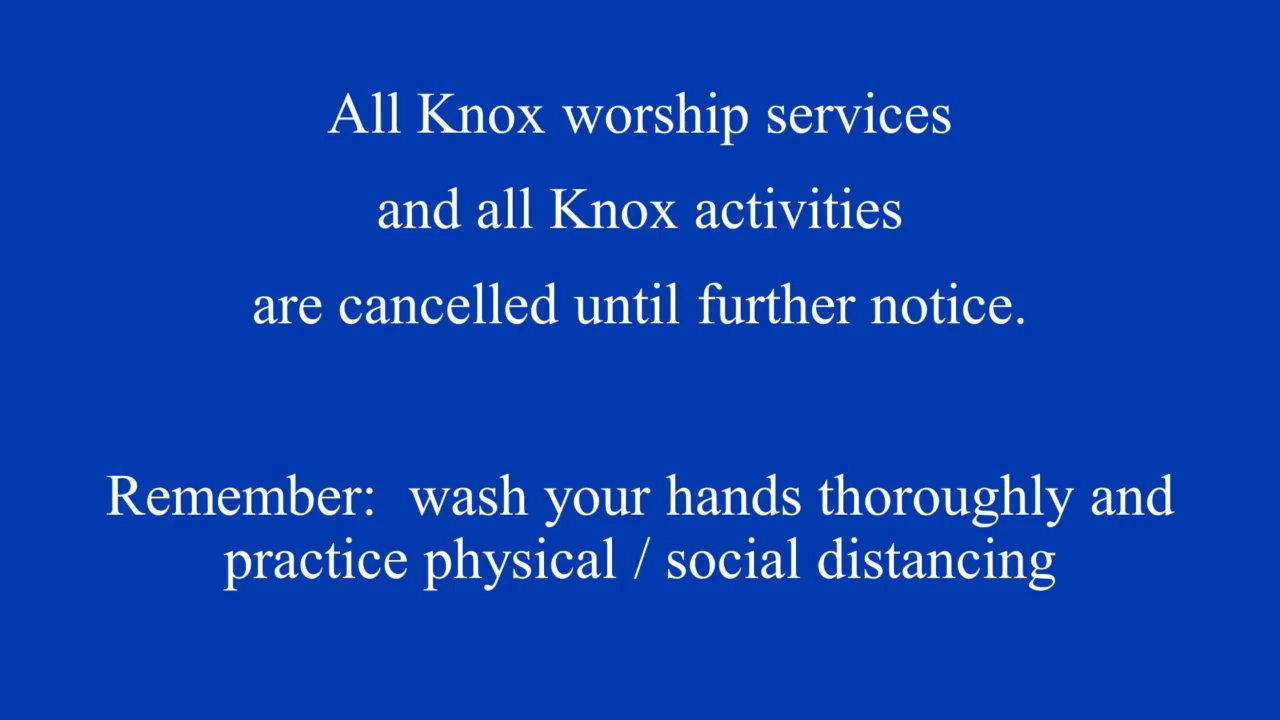 All Knox worship services
and all Knox activities
are cancelled until further notice.
Remember:  wash your hands thoroughly and
practice physical / social distancing